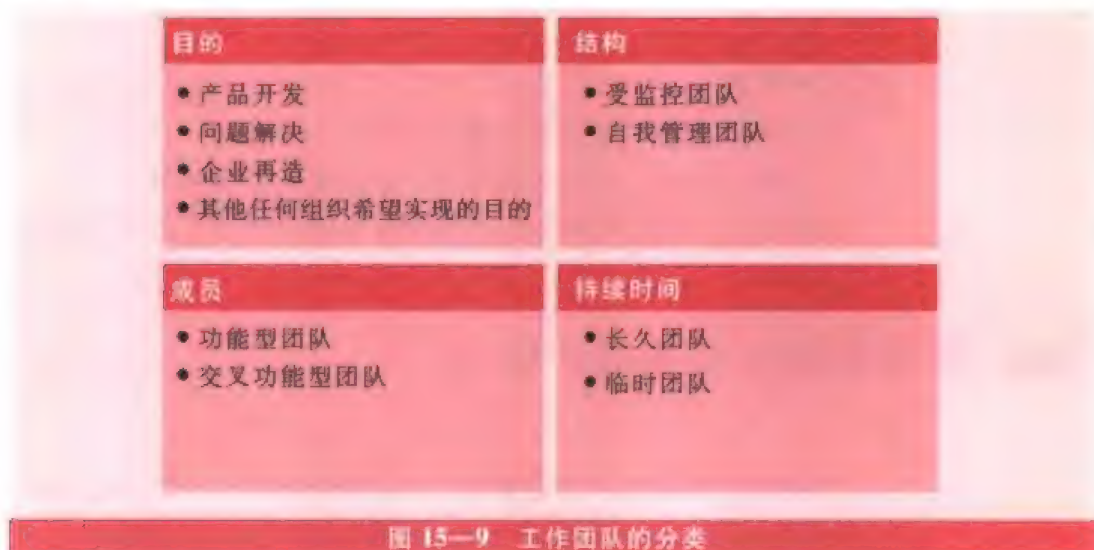 目的
• 产品开发
• 问题解决
• 企业再造
• 其他任何组织希望实现的目的
结构
• 受监控团队
• 自我管理团队
成员
• 功能型团队
• 交叉功能型团队
持续时间
• 长久团队
• 临时团队
图 15—9 工作团队的分类